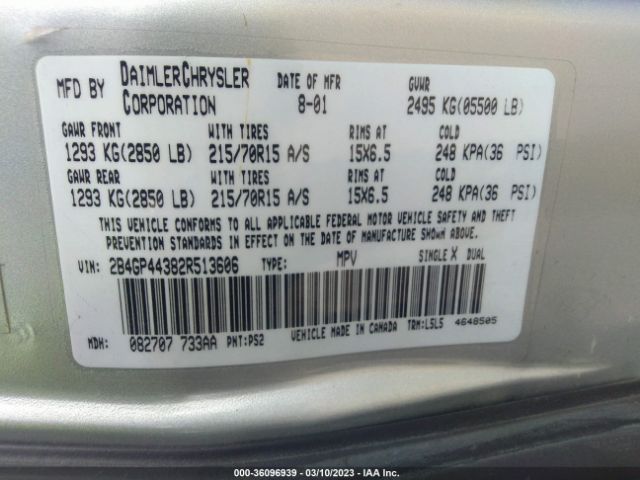 MFD BY DAIMLERCHRYSLER CORPORATION DATE OF MFR 8-01 GVWR 2495 KG(05500 LB)
GAWR FRONT WITH TIRES RIMS AT COLD
1293 KG(2850 LB) 215/70R15 A/S 15X6.5 248 KPA(36 PSI)
GAWR REAR WITH TIRES RIMS AT COLD
1293 KG(2850 LB) 215/70R15 A/S 15X6.5 248 KPA(36 PSI)
THIS VEHICLE CONFORMS TO ALL APPLICABLE FEDERAL MOTOR VEHICLE SAFETY AND THEFT
PREVENTION STANDARDS IN EFFECT ON THE DATE OF MANUFACTURE SHOWN ABOVE.
VIN: 2B4GP44382R513606 TYPE: MPV SINGLE X DUAL
MDH: 082707 733AA PNT:PS2 VEHICLE MADE IN CANADA TRM:L5L5 4648505
000-36096939 - 03/10/2023 - IAA Inc.